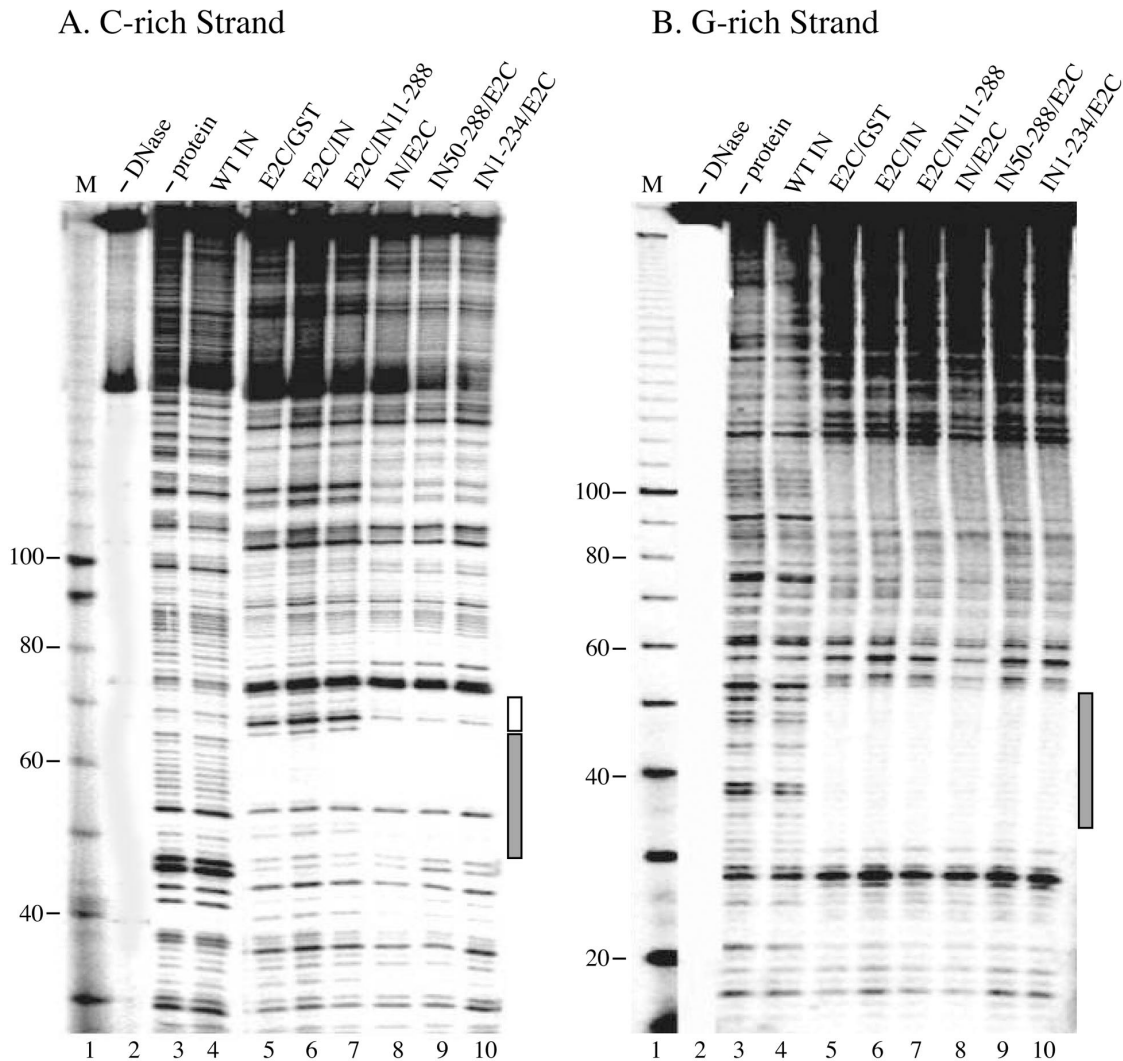 A. C-rich Strand
M
– DNase
– protein
WT IN
E2C/GST
E2C/IN
E2C/IN11-288
IN/E2C
IN50-288/E2C
IN1-234/E2C
100
80
60
40
1 2 3 4 5 6 7 8 9 10
B. G-rich Strand
M
– DNase
– protein
WT IN
E2C/GST
E2C/IN
E2C/IN11-288
IN/E2C
IN50-288/E2C
IN1-234/E2C
100
80
60
40
20
1 2 3 4 5 6 7 8 9 10